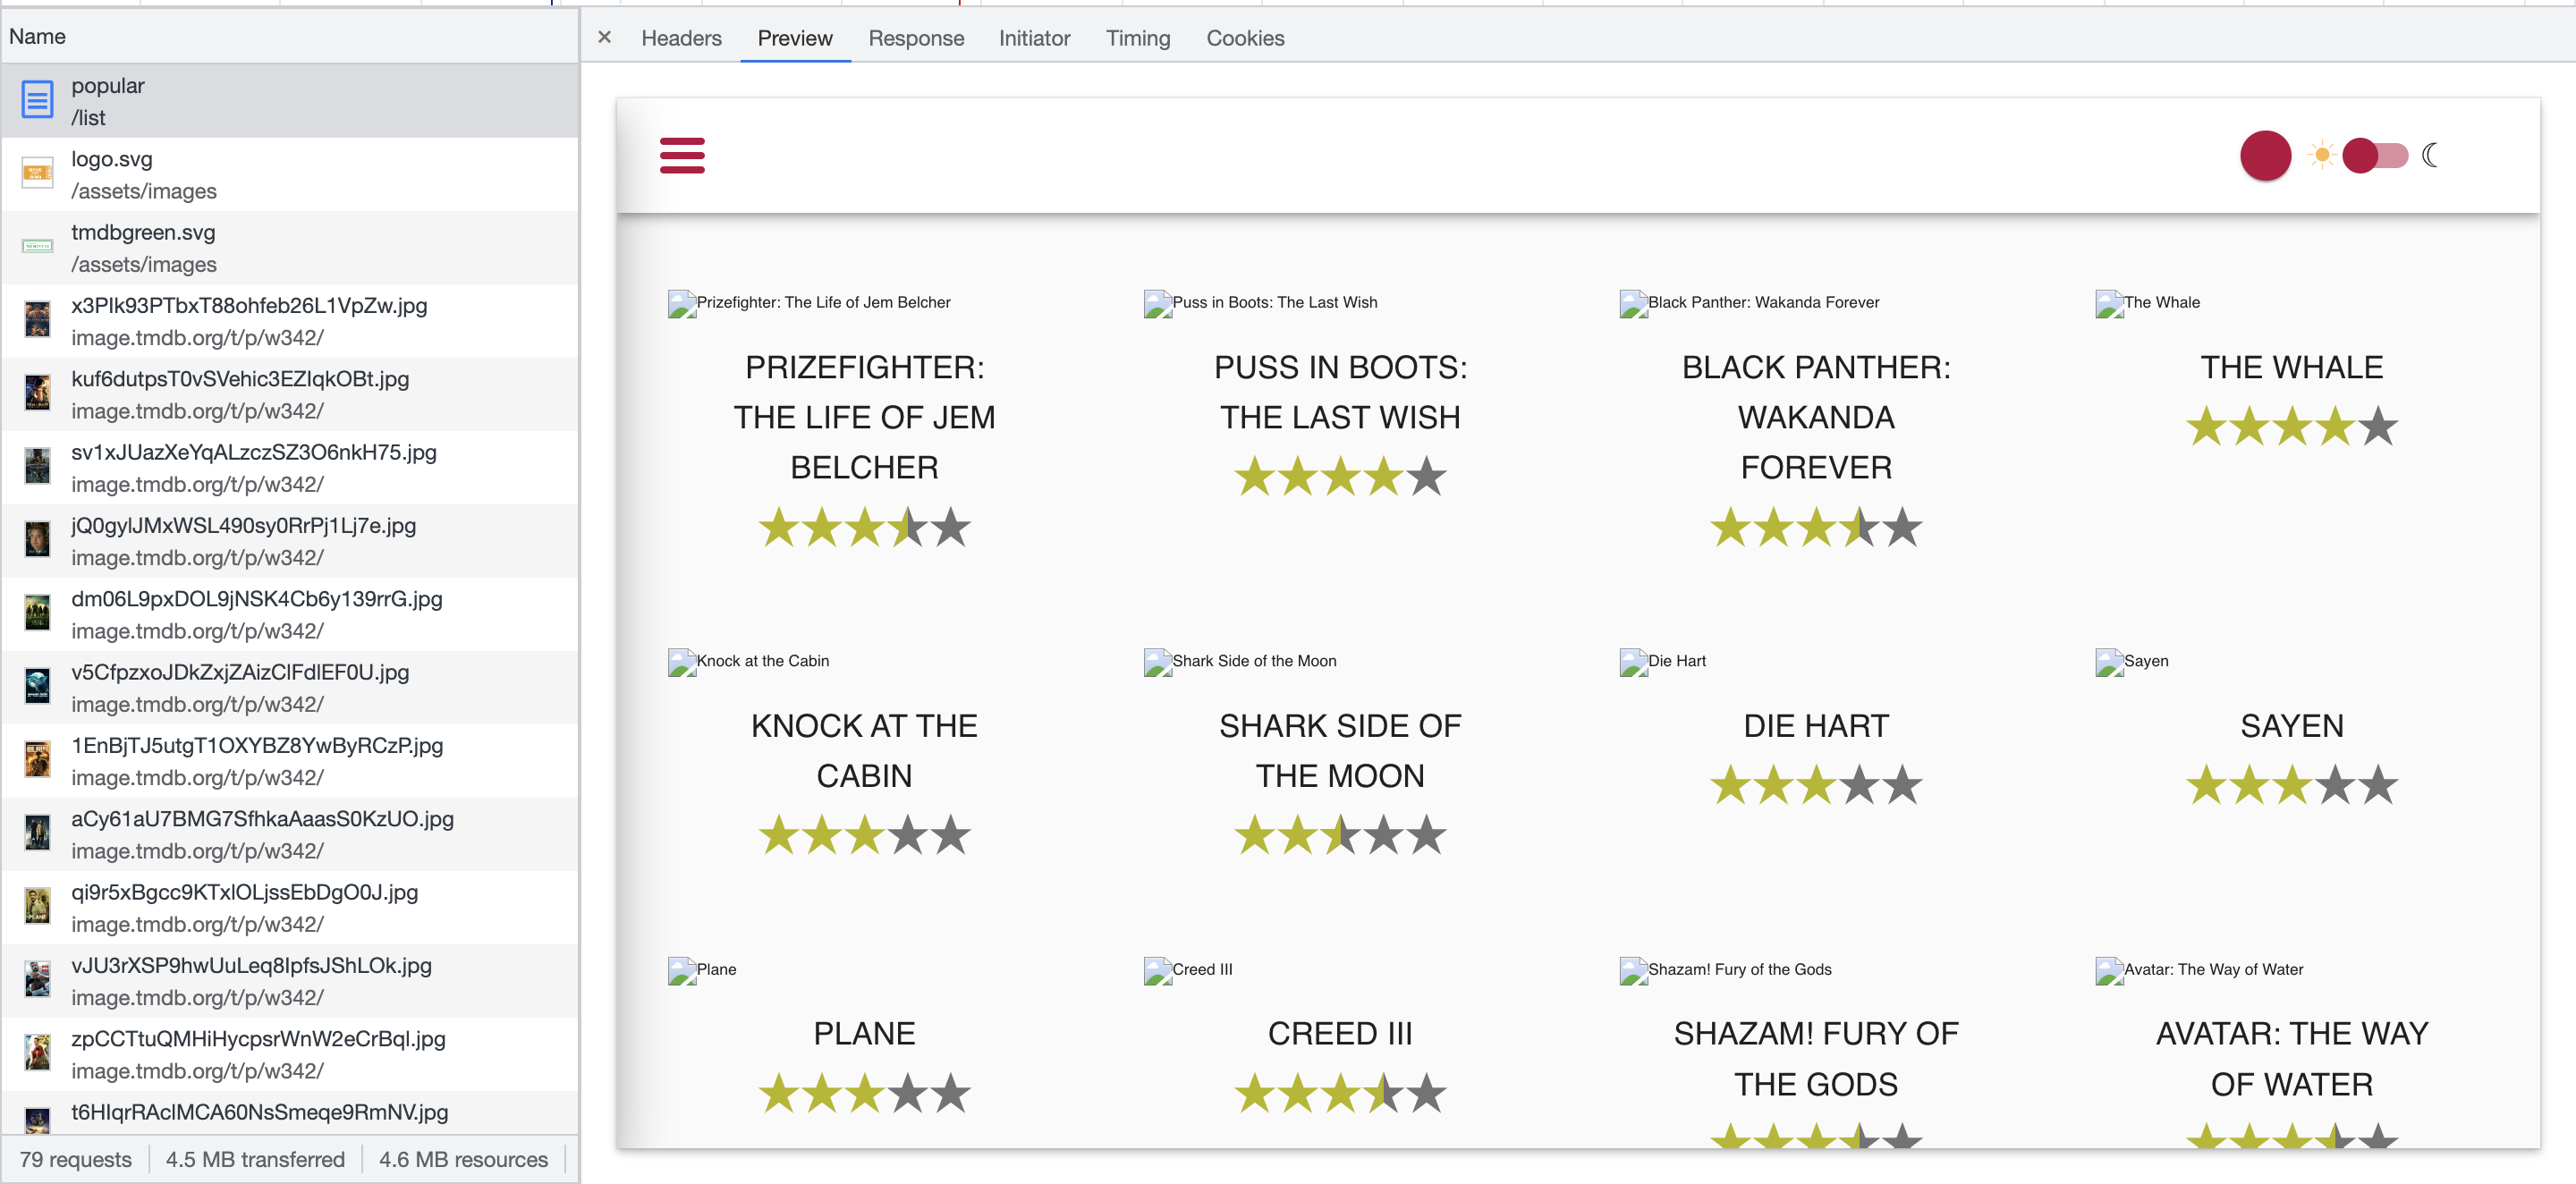 Name
popular
/list
logo.svg
/assets/images
tmdbgreen.svg
/assets/images
x3PIk93PTbxT88ohfeb26L1VpZw.jpg
image.tmdb.org/t/p/w342/
kuf6dutpsT0vSVehic3EZIqkOBt.jpg
image.tmdb.org/t/p/w342/
sv1xJUazXeYqALzczSZ3O6nkH75.jpg
image.tmdb.org/t/p/w342/
jQ0gylJMxWSL490sy0RrPj1Lj7e.jpg
image.tmdb.org/t/p/w342/
dm06L9pxDOL9jNSK4Cb6y139rrG.jpg
image.tmdb.org/t/p/w342/
v5CfpzxoJDkZxjZAizClFdlEF0U.jpg
image.tmdb.org/t/p/w342/
1EnBjTJ5utgT1OXYBZ8YwByRCzP.jpg
image.tmdb.org/t/p/w342/
aCy61aU7BMG7SfhkaAaasS0KzUO.jpg
image.tmdb.org/t/p/w342/
qi9r5xBgcc9KTxlOLjssEbDgO0J.jpg
image.tmdb.org/t/p/w342/
vJU3rXSP9hwUuLeq8IpfsJShLOk.jpg
image.tmdb.org/t/p/w342/
zpCCTtuQMHiHycpsrWnW2eCrBql.jpg
image.tmdb.org/t/p/w342/
t6HIqrRAclMCA60NsSmeqe9RmNV.jpg
79 requests
4.5 MB transferred
4.6 MB resources
Headers
Preview
Response
Initiator
Timing
Cookies
Prizefighter: The Life of Jem Belcher
PRIZEFIGHTER:
THE LIFE OF JEM
BELCHER
Puss in Boots: The Last Wish
PUSS IN BOOTS:
THE LAST WISH
Black Panther: Wakanda Forever
BLACK PANTHER:
WAKANDA
FOREVER
The Whale
THE WHALE
Knock at the Cabin
KNOCK AT THE
CABIN
Shark Side of the Moon
SHARK SIDE OF
THE MOON
Die Hart
DIE HART
Sayen
SAYEN
Plane
PLANE
Creed III
CREED III
Shazam! Fury of the Gods
SHAZAM! FURY OF
THE GODS
Avatar: The Way of Water
AVATAR: THE WAY
OF WATER